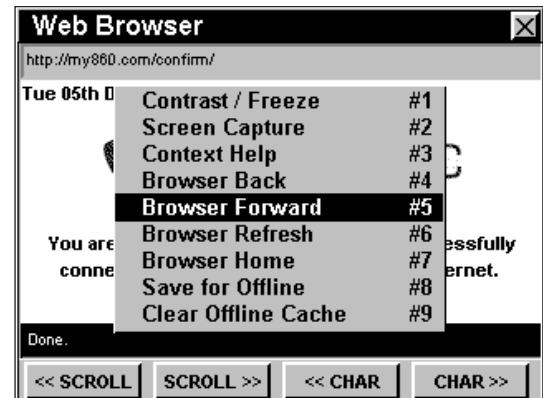 Web Browser
http://my860.com/confirm/
Tue 05th D
Contrast / Freeze #1
Screen Capture #2
Context Help #3
Browser Back #4
Browser Forward #5
Browser Refresh #6
Browser Home #7
Save for Offline #8
Clear Offline Cache #9
You are essfully
conne ernet.
Done.
<< SCROLL SCROLL >> << CHAR CHAR >>